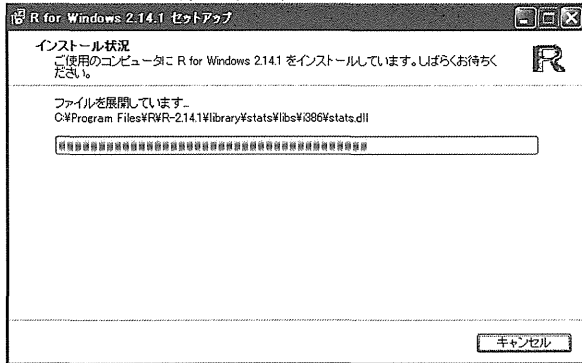 R for Windows 2.14.1 セットアップ
インストール状況
ご使用のコンピュータに R for Windows 2.14.1 をインストールしています。しばらくお待ちく
ださい。
R
ファイルを展開しています...
C:¥Program Files¥R¥R-2.14.1¥library¥stats¥libs¥i386¥stats.dll
キャンセル